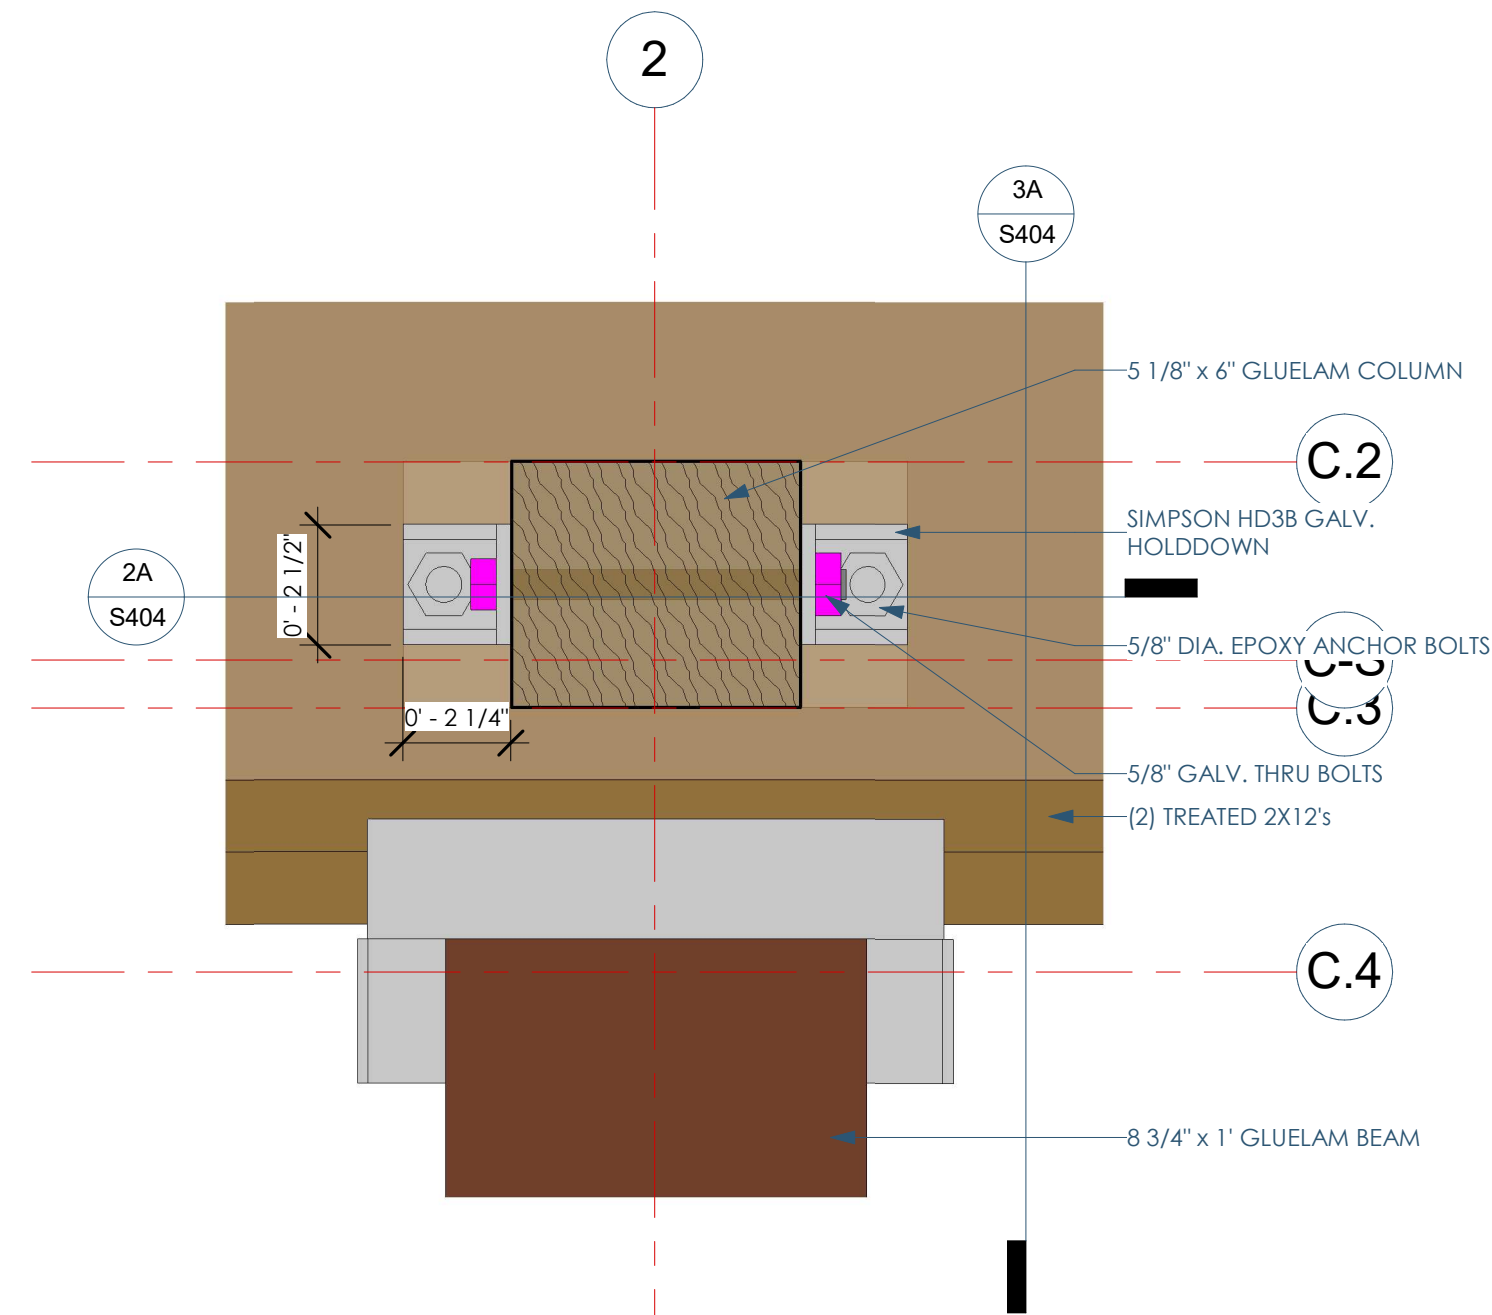 2
3A
S404
5 1/8" x 6" GLUELAM COLUMN
C.2
SIMPSON HD3B GALV.
HOLDDOWN
0' - 2 1/2"
2A
S404
5/8" DIA. EPOXY ANCHOR BOLTS
C-3
C.3
0' - 2 1/4"
5/8" GALV. THRU BOLTS
(2) TREATED 2X12's
C.4
8 3/4" x 1' GLUELAM BEAM